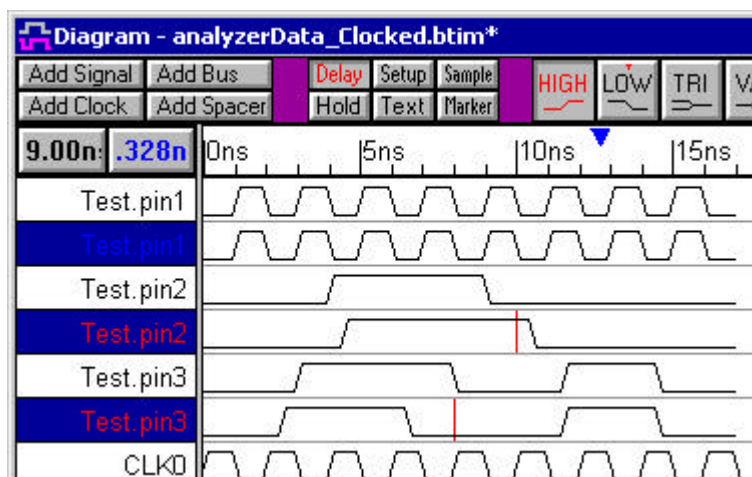 Diagram - analyzerData_Clocked.btim*
Add Signal Add Bus Delay Setup Sample HIGH LOW TRI
Add Clock Add Spacer Hold Text Marker
9.00n .328n 0ns 5ns 10ns 15ns
Test.pin1
Test.pin1
Test.pin2
Test.pin2
Test.pin3
Test.pin3
CLK0